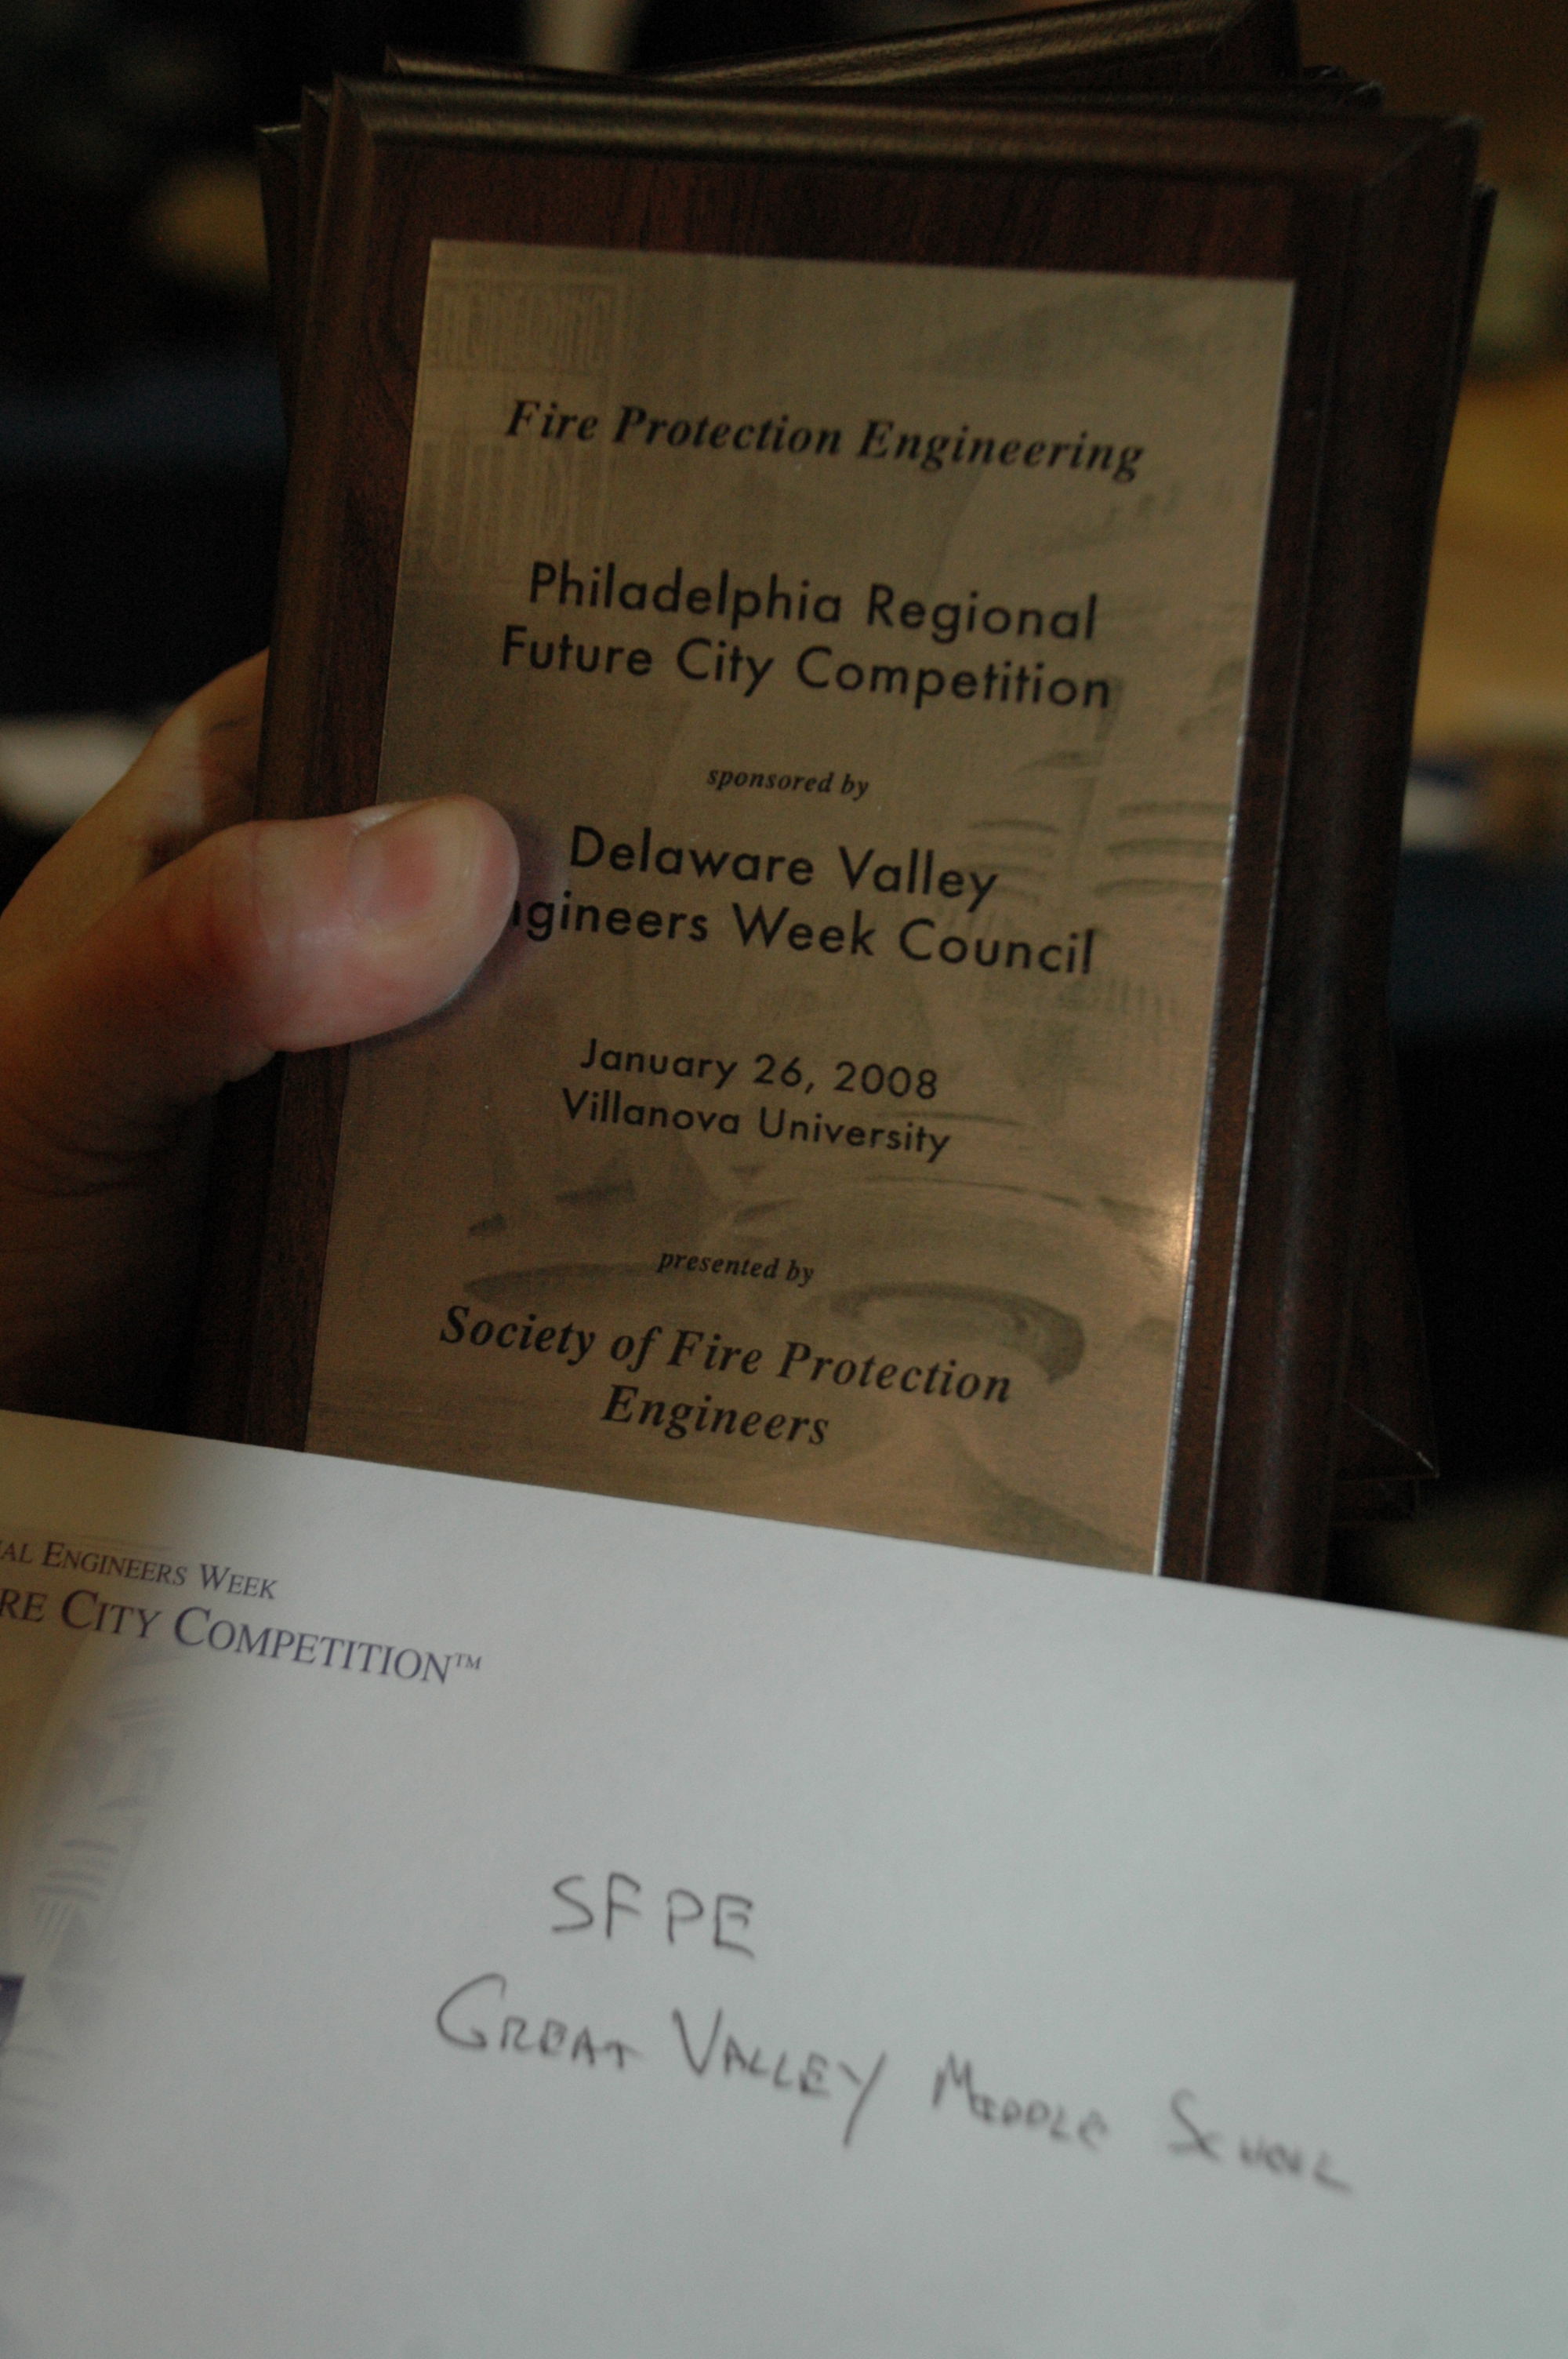 Fire Protection Engineering
Philadelphia Regional
Future City Competition
sponsored by
Delaware Valley
ngineers Week Council
January 26, 2008
Villanova University
presented by
Society of Fire Protection
Engineers
AL ENGINEERS WEEK
RE CITY COMPETITION™
SFPE
GREAT VALLEY MIDDLE SCHOOL